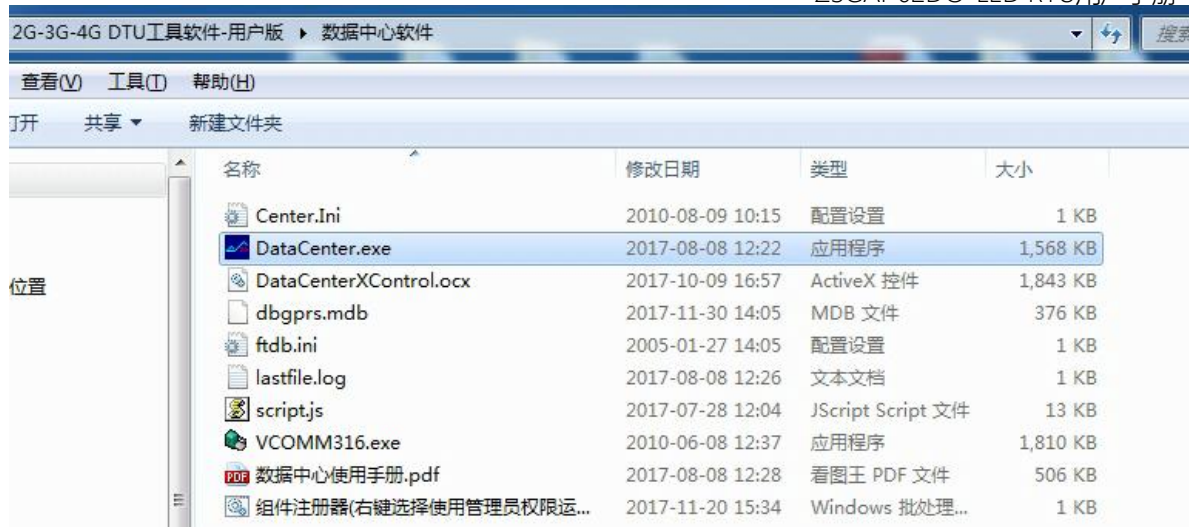 2G-3G-4G DTU工具软件-用户版 ▸ 数据中心软件
查看(V) 工具(T) 帮助(H)
共享 新建文件夹
名称 修改日期 类型 大小
Center.Ini 2010-08-09 10:15 配置设置 1 KB
DataCenter.exe 2017-08-08 12:22 应用程序 1,568 KB
位置
DataCenterXControl.ocx 2017-10-09 16:57 ActiveX 控件 1,843 KB
dbgprs.mdb 2017-11-30 14:05 MDB 文件 376 KB
ftdb.ini 2005-01-27 14:05 配置设置 1 KB
lastfile.log 2017-08-08 12:26 文本文档 1 KB
script.js 2017-07-28 12:04 JScript Script 文件 13 KB
VCOMM316.exe 2010-06-08 12:37 应用程序 1,810 KB
数据中心使用手册.pdf 2017-08-08 12:28 看图王 PDF 文件 506 KB
组件注册器(右键选择使用管理员权限运... 2017-11-20 15:34 Windows 批处理... 1 KB